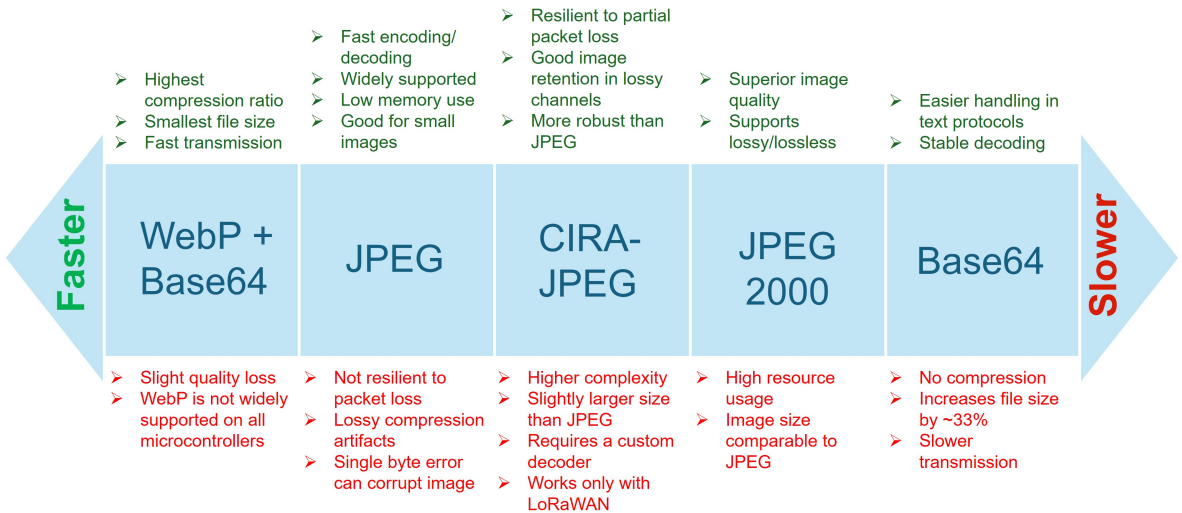 Highest
compression ratio
Smallest file size
Fast transmission
Fast encoding/
decoding
Widely supported
Low memory use
Good for small
images
Resilient to partial
packet loss
Good image
retention in lossy
channels
More robust than
JPEG
Superior image
quality
Supports
lossy/lossless
Easier handling in
text protocols
Stable decoding
Faster
WebP +
Base64
JPEG
CIRA-
JPEG
JPEG
2000
Base64
Slower
Slight quality loss
WebP is not widely
supported on all
microcontrollers
Not resilient to
packet loss
Lossy compression
artifacts
Single byte error
can corrupt image
Higher complexity
Slightly larger size
than JPEG
Requires a custom
decoder
Works only with
LoRaWAN
High resource
usage
Image size
comparable to
JPEG
No compression
Increases file size
by ~33%
Slower
transmission